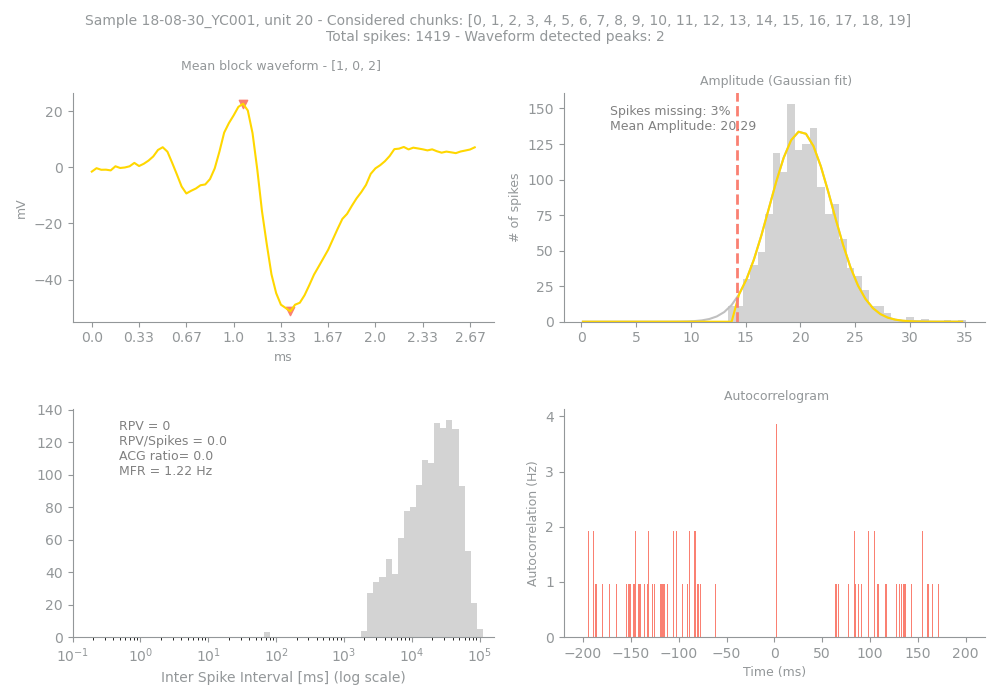 Sample 18-08-30_YC001, unit 20 - Considered chunks: [0, 1, 2, 3, 4, 5, 6, 7, 8, 9, 10, 11, 12, 13, 14, 15, 16, 17, 18, 19]
Total spikes: 1419 - Waveform detected peaks: 2
Mean block waveform - [1, 0, 2]
20
0
−20
−40
mV
0.0 0.33 0.67 1.0 1.33 1.67 2.0 2.33 2.67
ms
Amplitude (Gaussian fit)
Spikes missing: 3%
Mean Amplitude: 20.29
150
125
100
75
50
25
0
# of spikes
0 5 10 15 20 25 30 35
RPV = 0
RPV/Spikes = 0.0
ACG ratio= 0.0
MFR = 1.22 Hz
140
120
100
80
60
40
20
0
10−1 100 101 102 103 104 105
Inter Spike Interval [ms] (log scale)
Autocorrelogram
4
3
2
1
0
Autocorrelation (Hz)
−200 −150 −100 −50 0 50 100 150 200
Time (ms)